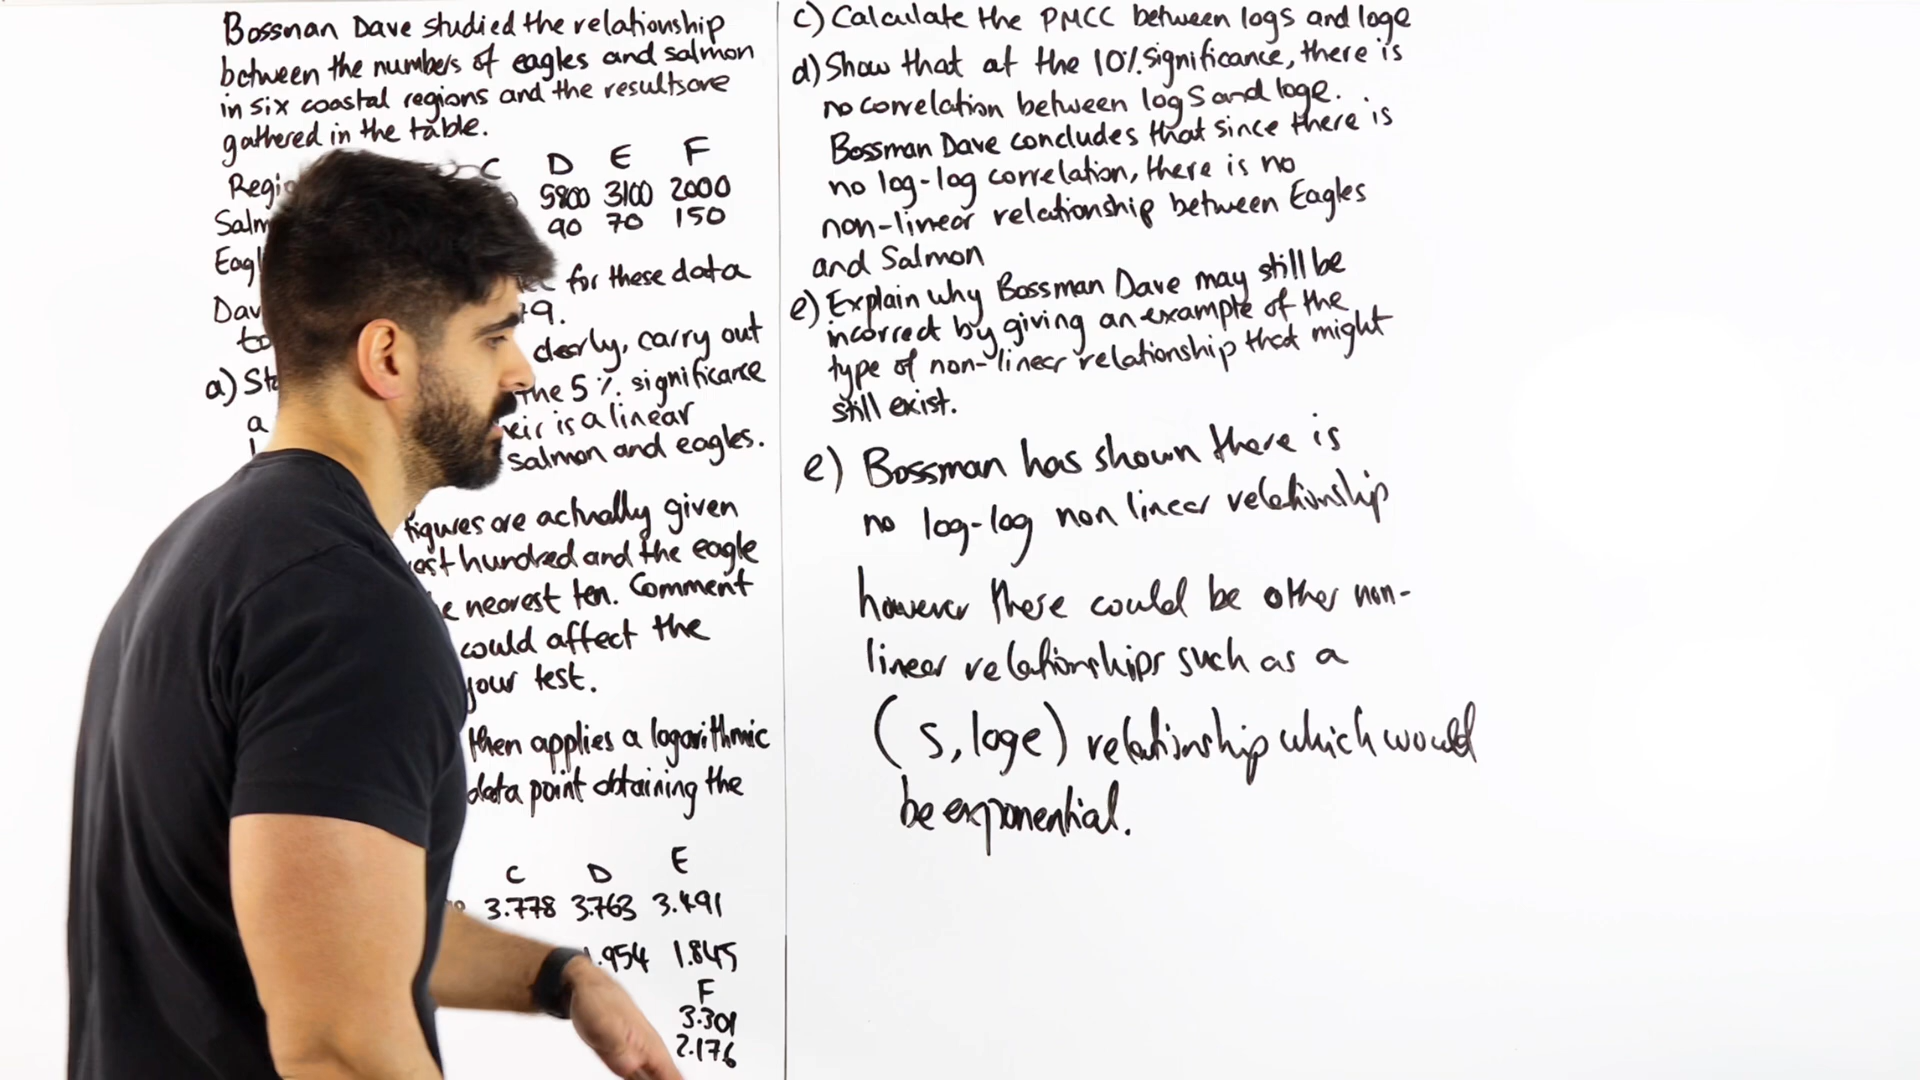 Bossman Dave studied the relationship
between the numbers of eagles and salmon
in six coastal regions and the results are
gathered in the table.
C D E F
Regi 5800 3100 2000
Salm 90 70 150
Eagl
for these data
Dav 9.
to clearly, carry out
a) Sta the 5% significance
a is a linear
salmon and eagles.
figures are actually given
est hundred and the eagle
e nearest ten. Comment
could affect the
your test.
then applies a logarithmic
data point obtaining the
C D E
3.778 3.763 3.491
.954 1.845
F
3.301
2.176
c) Calculate the PMCC between logs and loge
d) Show that at the 10% significance, there is
no correlation between logs and loge.
Bossman Dave concludes that since there is
no log-log correlation, there is no
non-linear relationship between Eagles
and Salmon
e) Explain why Bossman Dave may still be
incorrect by giving an example of the
type of non-linear relationship that might
still exist.
e) Bossman has shown there is
no log-log non linear relationship
however there could be other non-
linear relationships such as a
(s, loge) relationship which would
be exponential.